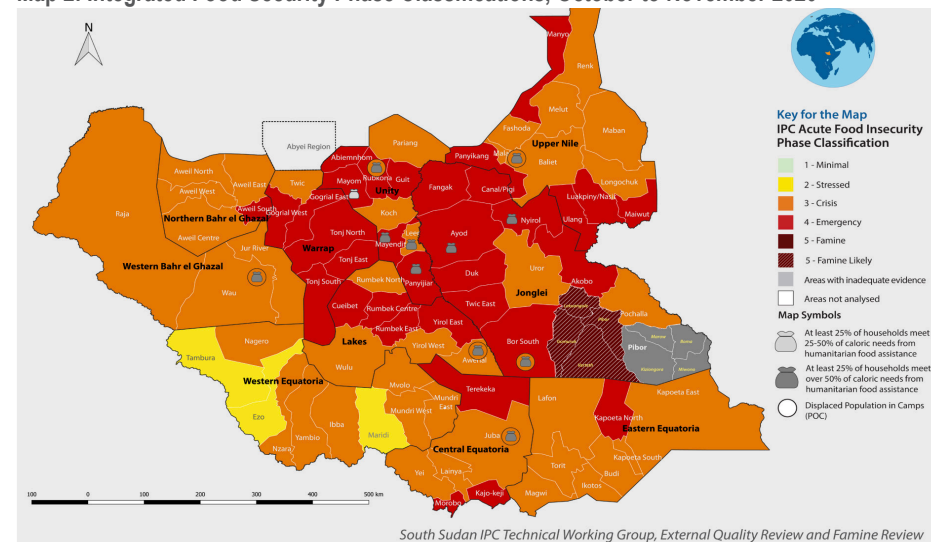 Map 2: Integrated Food Security Phase Classifications, October to November 2020
N
Manyo
Renk
Melut
Maban
Fashoda
Upper Nile
Baliet
Longochuk
Luakpiny/Nasir
Maiwut
Ulang
Panyikang
Canal/Pigi
Fangak
Nyirol
Abyei Region
Pariang
Abiemnhom
Rubkona
Guit
Mayom
Unity
Aweil North
Aweil East
Aweil West
Twic
Gogrial East
Aweil South
Gogrial West
Northern Bahr el Ghazal
Koch
Leer
Mayendit
Ayod
Raja
Aweil Centre
Tonj North
Warrap
Jur River
Tonj East
Western Bahr el Ghazal
Panyijiar
Duk
Uror
Akobo
Jonglei
Tonj South
Rumbek North
Wau
Cueibet
Rumbek Centre
Twic East
Pochalla
Rumbek East
Yirol East
Lakes
Yirol West
Awerial
Bor South
Pibor
Tambura
Nagero
Wulu
Western Equatoria
Mvolo
Terekeka
Lafon
Kapoeta East
Ezo
Mundri East
Mundri West
Maridi
Ibba
Yambio
Nzara
Kapoeta North
Eastern Equatoria
Juba
Central Equatoria
Kapoeta South
Torit
Budi
Yei
Lainya
Ikotos
Magwi
Kajo-keji
Morobo
100 0 100 200 300 400 500 km
Key for the Map
IPC Acute Food Insecurity
Phase Classification
1 - Minimal
2 - Stressed
3 - Crisis
4 - Emergency
5 - Famine
5 - Famine Likely
Areas with inadequate evidence
Areas not analysed
Map Symbols
At least 25% of households meet
25-50% of caloric needs from
humanitarian food assistance
At least 25% of households meet
over 50% of caloric needs from
humanitarian food assistance
Displaced Population in Camps
(POC)
South Sudan IPC Technical Working Group, External Quality Review and Famine Review